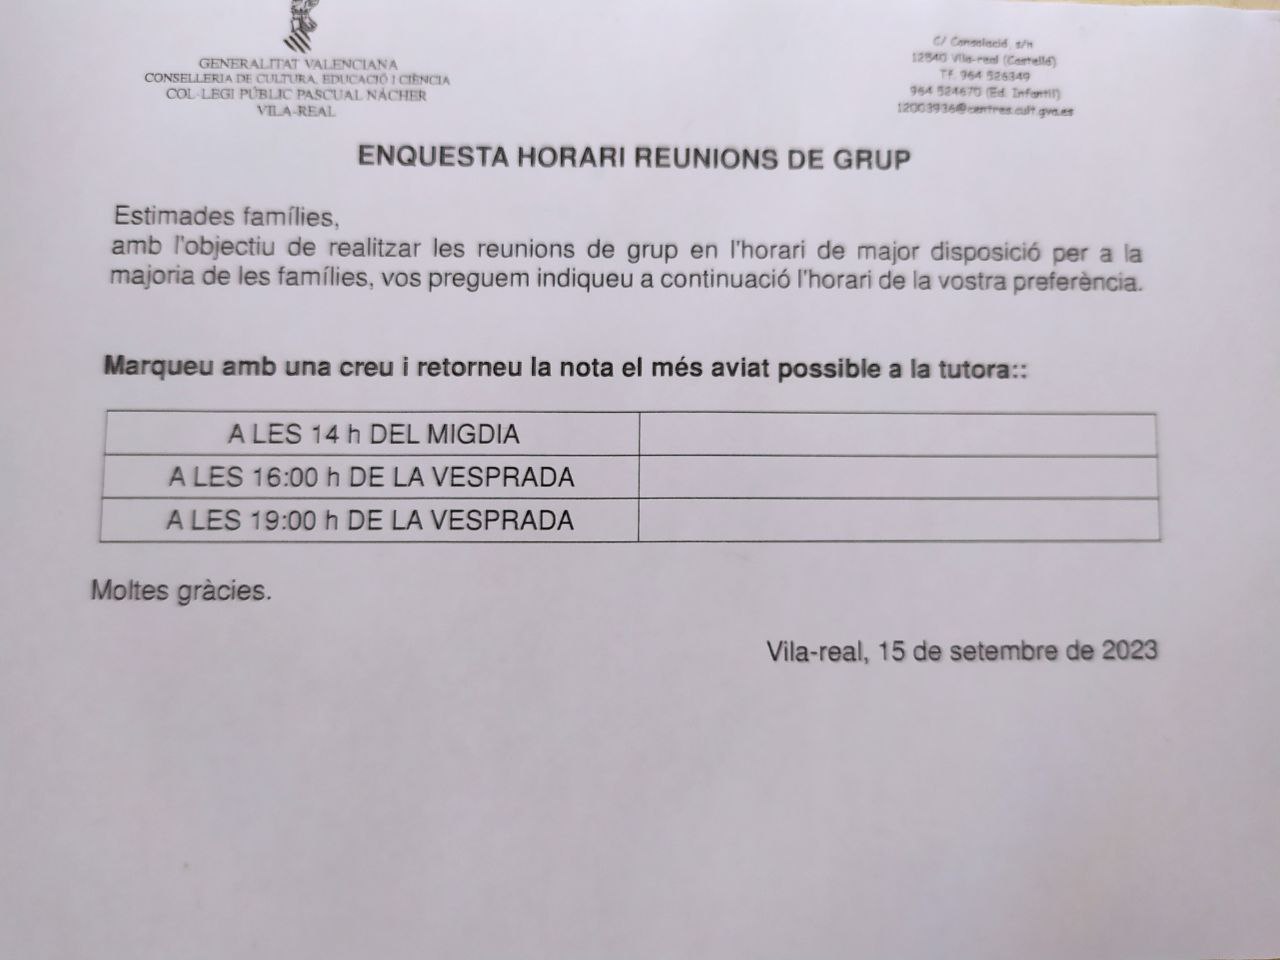 GENERALITAT VALENCIANA
CONSELLERIA DE CULTURA, EDUCACIÓ I CIÈNCIA
COL·LEGI PÚBLIC PASCUAL NÁCHER
VILA-REAL
C/ Consolació, s/n
12540 Vila-real (Castelló)
Tf. 964 526349
964 524670 (Ed. Infantil)
12003936@centres.cult.gva.es
ENQUESTA HORARI REUNIONS DE GRUP
Estimades famílies,
amb l'objectiu de realitzar les reunions de grup en l'horari de major disposició per a la
majoria de les famílies, vos preguem indiqueu a continuació l'horari de la vostra preferència.
Marqueu amb una creu i retorneu la nota el més aviat possible a la tutora::
A LES 14 h DEL MIGDIA
A LES 16:00 h DE LA VESPRADA
A LES 19:00 h DE LA VESPRADA
Moltes gràcies.
Vila-real, 15 de setembre de 2023